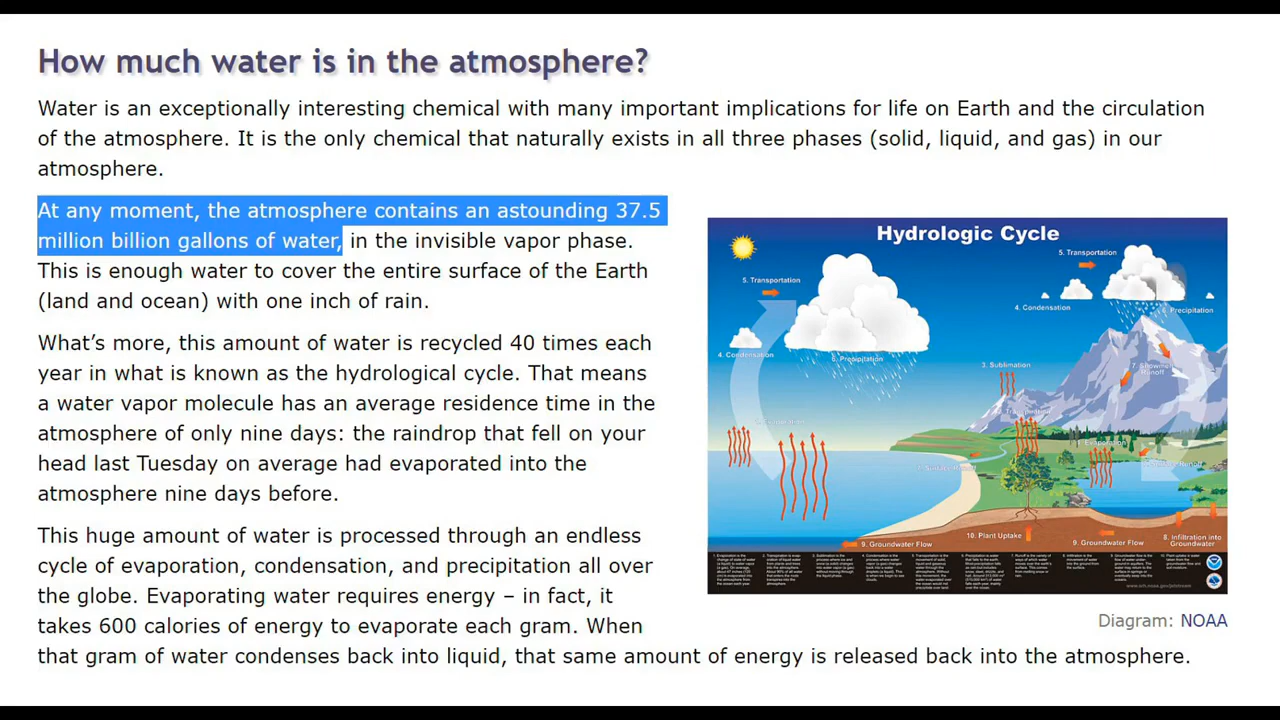 How much water is in the atmosphere?
Water is an exceptionally interesting chemical with many important implications for life on Earth and the circulation
of the atmosphere. It is the only chemical that naturally exists in all three phases (solid, liquid, and gas) in our
atmosphere.
At any moment, the atmosphere contains an astounding 37.5
million billion gallons of water, in the invisible vapor phase.
This is enough water to cover the entire surface of the Earth
(land and ocean) with one inch of rain.
What’s more, this amount of water is recycled 40 times each
year in what is known as the hydrological cycle. That means
a water vapor molecule has an average residence time in the
atmosphere of only nine days: the raindrop that fell on your
head last Tuesday on average had evaporated into the
atmosphere nine days before.
This huge amount of water is processed through an endless
cycle of evaporation, condensation, and precipitation all over
the globe. Evaporating water requires energy – in fact, it
takes 600 calories of energy to evaporate each gram. When
that gram of water condenses back into liquid, that same amount of energy is released back into the atmosphere.
Hydrologic Cycle
5. Transportation
5. Transportation
4. Condensation
6. Precipitation
4. Condensation
6. Precipitation
3. Sublimation
7. Snowmelt
Runoff
Evaporation
1. Evaporation
10. Plant Uptake
9. Groundwater Flow
9. Groundwater Flow
8. Infiltration into
Groundwater
Diagram: NOAA